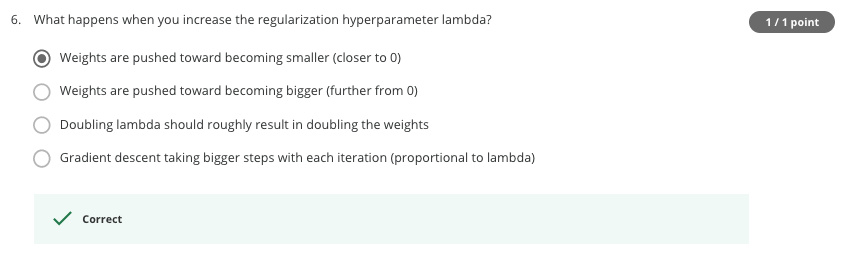 6. What happens when you increase the regularization hyperparameter lambda?
1 / 1 point
Weights are pushed toward becoming smaller (closer to 0)
Weights are pushed toward becoming bigger (further from 0)
Doubling lambda should roughly result in doubling the weights
Gradient descent taking bigger steps with each iteration (proportional to lambda)
Correct